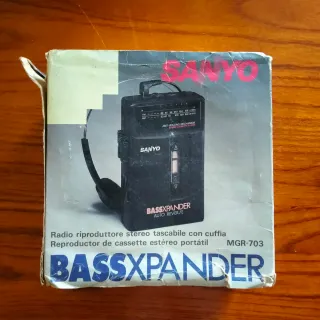 SANYO
SANYO
BASSXPANDER
AUTO REVERSE
Radio riproduttore stereo tascabile con cuffia
Reproductor de cassette estéreo portátil
MGR-703
BASSXPANDER